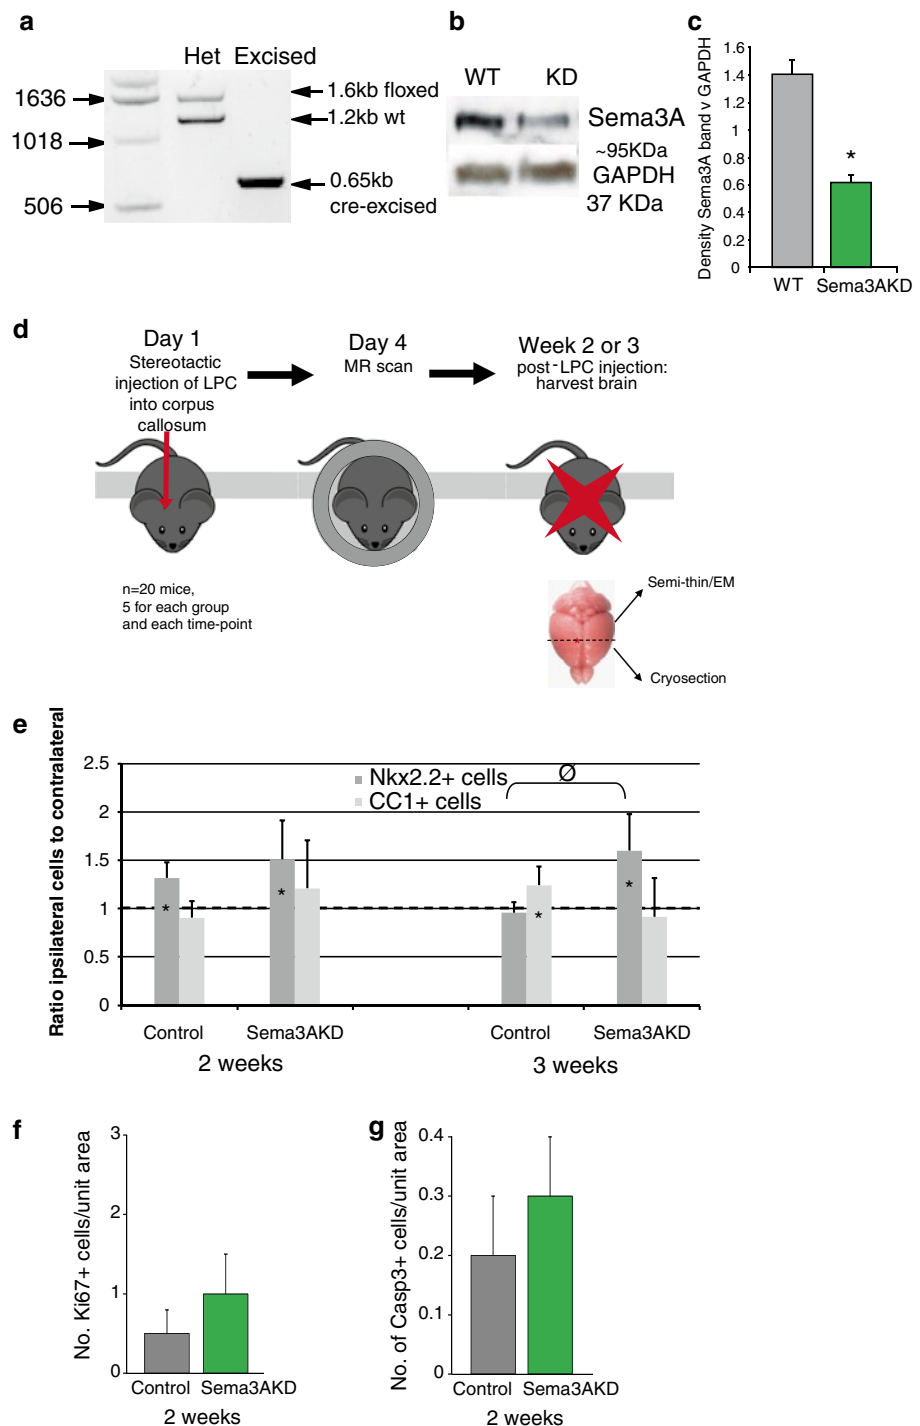 a
Het Excised
1636
1018
506
1.6kb floxed
1.2kb wt
0.65kb
cre-excised
b
WT KD
Sema3A
~95KDa
GAPDH
37 KDa
c
Density Sema3A band v GAPDH
1.6
1.4
1.2
1
0.8
0.6
0.4
0.2
0
*
WT Sema3AKD
d
Day 1
Stereotactic
injection of LPC
into corpus
callosum
Day 4
MR scan
Week 2 or 3
post-LPC injection:
harvest brain
n=20 mice,
5 for each group
and each time-point
Semi-thin/EM
Cryosection
e
Ratio ipsilateral cells to contralateral
2.5
2
1.5
1
0.5
0
Nkx2.2+ cells
CC1+ cells
Ø
* * * *
Control Sema3AKD Control Sema3AKD
2 weeks 3 weeks
f
No. Ki67+ cells/unit area
3
2
1
0
Control Sema3AKD
2 weeks
g
No. of Casp3+ cells/unit area
0.4
0.3
0.2
0.1
0
Control Sema3AKD
2 weeks